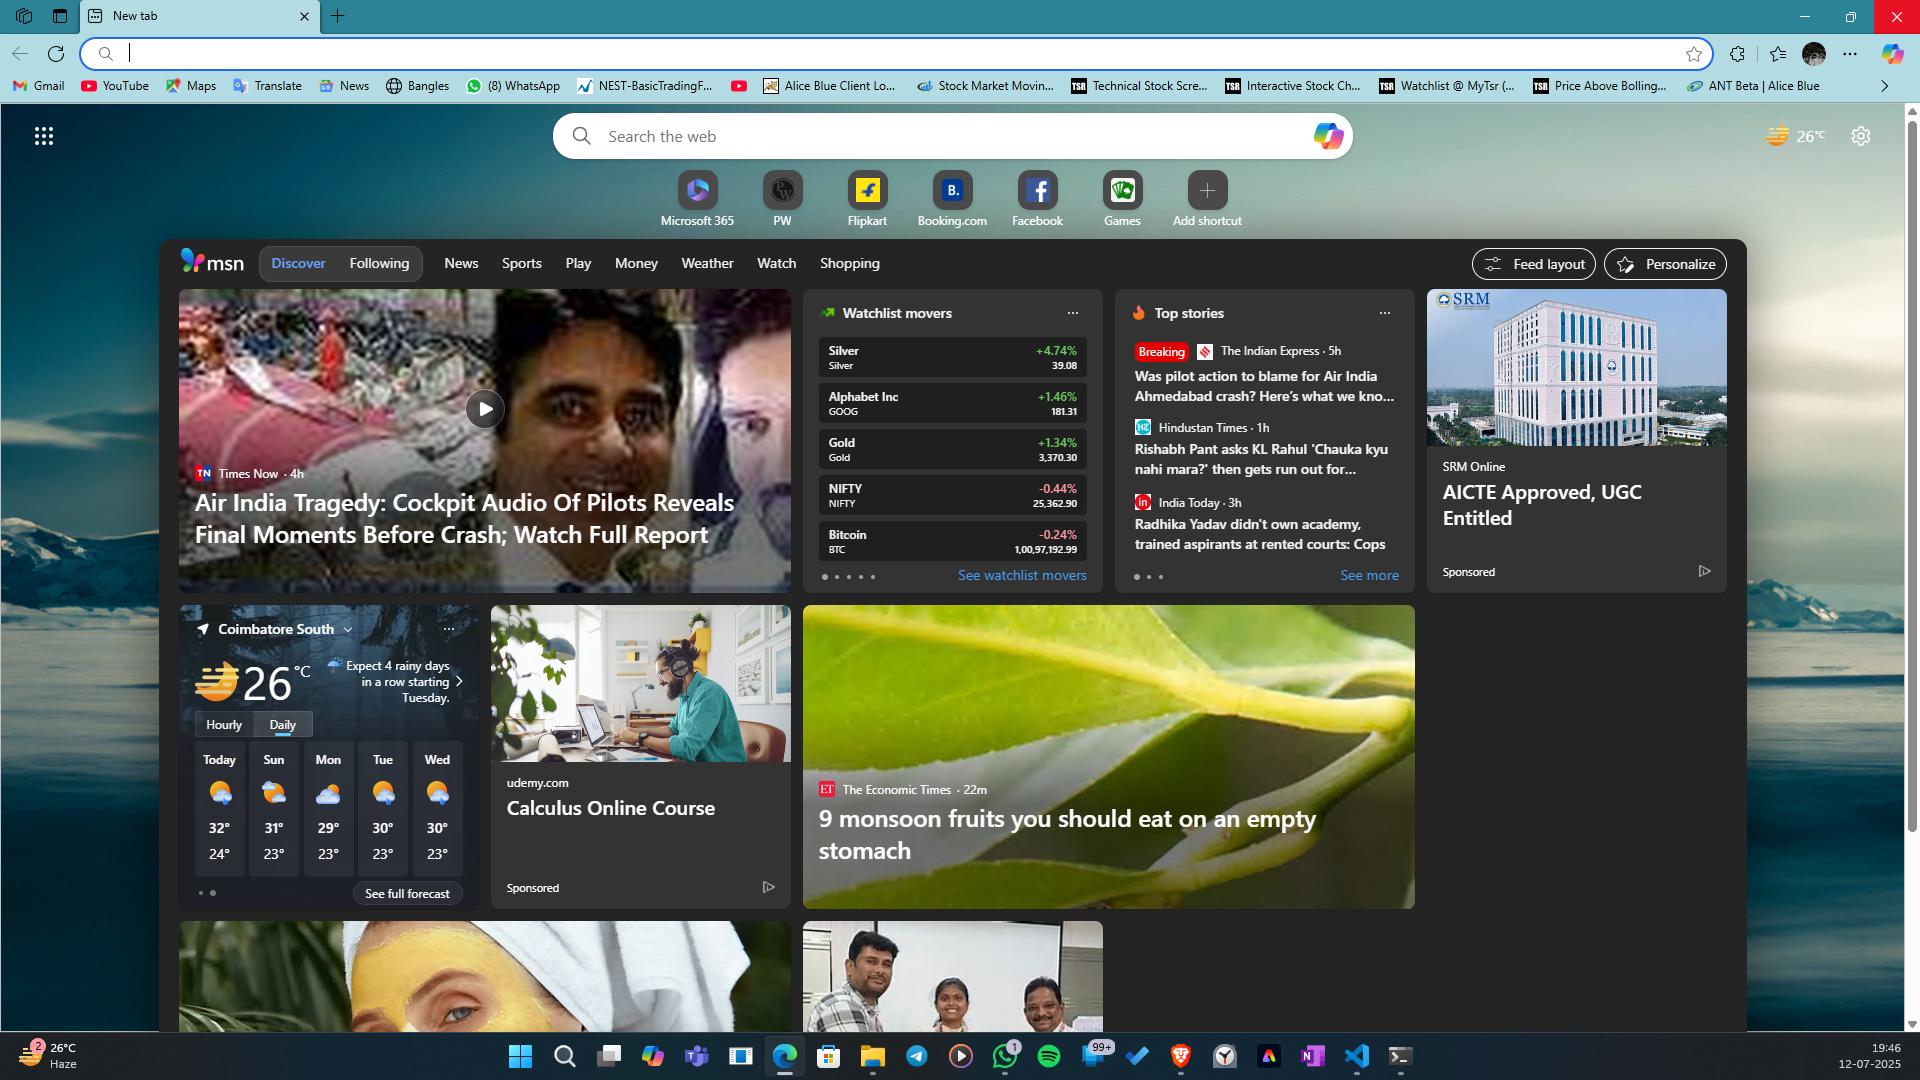 New tab
Gmail
YouTube
Maps
Translate
News
Bangles
(8) WhatsApp
NEST-BasicTradingF...
Alice Blue Client Lo...
Stock Market Movin...
TSR
Technical Stock Scre...
TSR
Interactive Stock Ch...
TSR
Watchlist @ MyTsr (...
TSR
Price Above Bolling...
ANT Beta | Alice Blue
Search the web
26°C
Microsoft 365
PW
Flipkart
B.
Booking.com
Facebook
Games
Add shortcut
msn
Discover
Following
News
Sports
Play
Money
Weather
Watch
Shopping
Feed layout
Personalize
TN Times Now · 4h
Air India Tragedy: Cockpit Audio Of Pilots Reveals
Final Moments Before Crash; Watch Full Report
Watchlist movers
Silver +4.74%
Silver 39.08
Alphabet Inc +1.46%
GOOG 181.31
Gold +1.34%
Gold 3,370.30
NIFTY -0.44%
NIFTY 25,362.90
Bitcoin -0.24%
BTC 1,00,97,192.99
See watchlist movers
Top stories
Breaking The Indian Express · 5h
Was pilot action to blame for Air India
Ahmedabad crash? Here's what we kno...
Hindustan Times · 1h
Rishabh Pant asks KL Rahul 'Chauka kyu
nahi mara?' then gets run out for...
India Today · 3h
Radhika Yadav didn't own academy,
trained aspirants at rented courts: Cops
See more
SRM
SRM Online
AICTE Approved, UGC
Entitled
Sponsored
Coimbatore South
26 °C
Expect 4 rainy days
in a row starting
Tuesday.
Hourly
Daily
Today Sun Mon Tue Wed
32° 31° 29° 30° 30°
24° 23° 23° 23° 23°
See full forecast
udemy.com
Calculus Online Course
Sponsored
ET The Economic Times · 22m
9 monsoon fruits you should eat on an empty
stomach
2
26°C
Haze
1
99+
19:46
12-07-2025